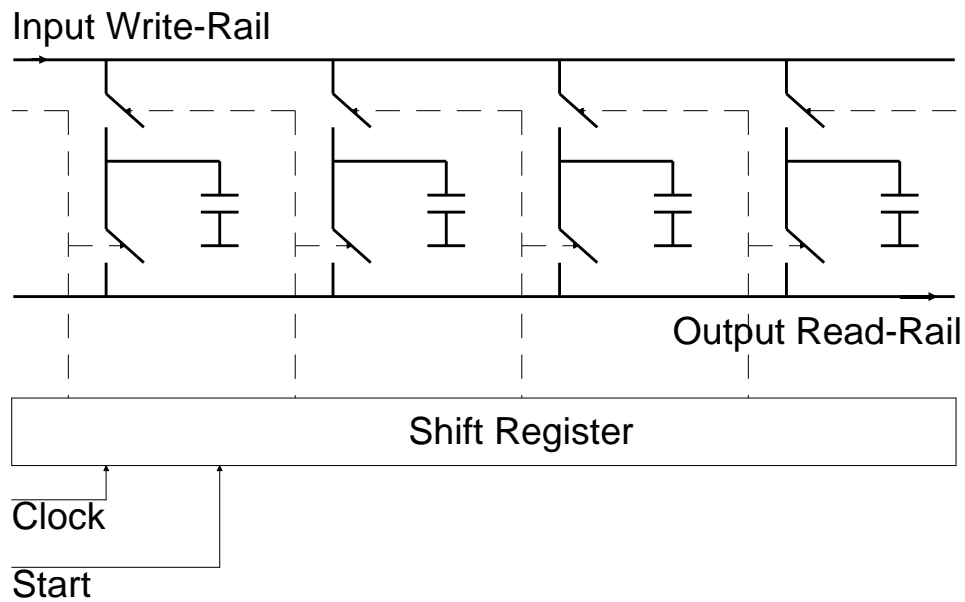 Input Write-Rail
Output Read-Rail
Shift Register
Clock
Start